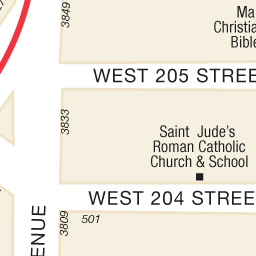 3849
Ma
Christia
Bible
WEST 205 STREE
3833
Saint Jude's
Roman Catholic
Church & School
WEST 204 STREE
3809
501
ENUE